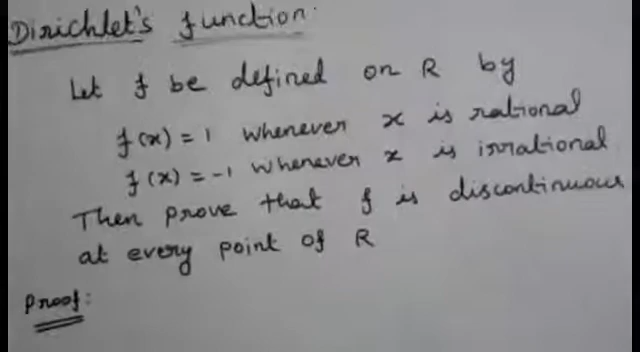 Dirichlet's function.
Let f be defined on R by
f(x) = 1 whenever x is rational
f(x) = -1 whenever x is irrational
Then prove that f is discontinuous
at every point of R
Proof: